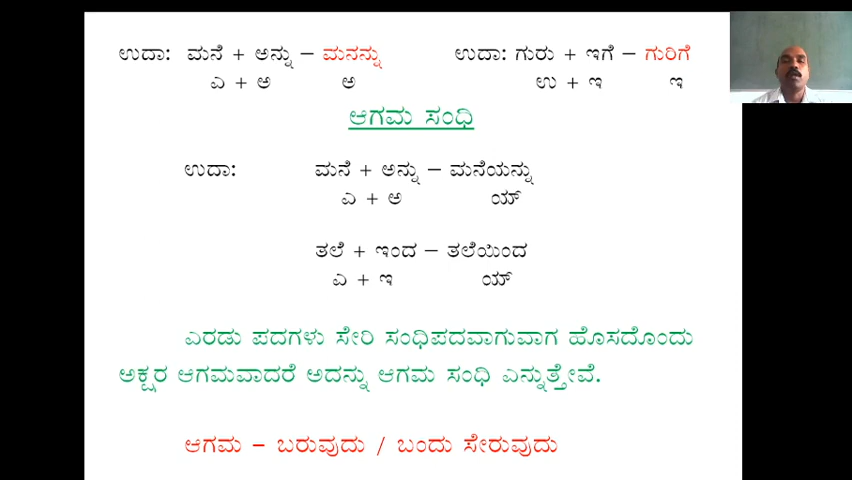 ಉದಾ: ಮನೆ + ಅನ್ನು – ಮನನ್ನು ಉದಾ: ಗುರು + ಇಗೆ – ಗುರಿಗೆ
ಎ + ಅ ಅ ಉ + ಇ ಇ
ಆಗಮ ಸಂಧಿ
ಉದಾ: ಮನೆ + ಅನ್ನು – ಮನೆಯನ್ನು
ಎ + ಅ ಯ್
ತಲೆ + ಇಂದ – ತಲೆಯಿಂದ
ಎ + ಇ ಯ್
ಎರಡು ಪದಗಳು ಸೇರಿ ಸಂಧಿಪದವಾಗುವಾಗ ಹೊಸದೊಂದು
ಅಕ್ಷರ ಆಗಮವಾದರೆ ಅದನ್ನು ಆಗಮ ಸಂಧಿ ಎನ್ನುತ್ತೇವೆ.
ಆಗಮ – ಬರುವುದು / ಬಂದು ಸೇರುವುದು